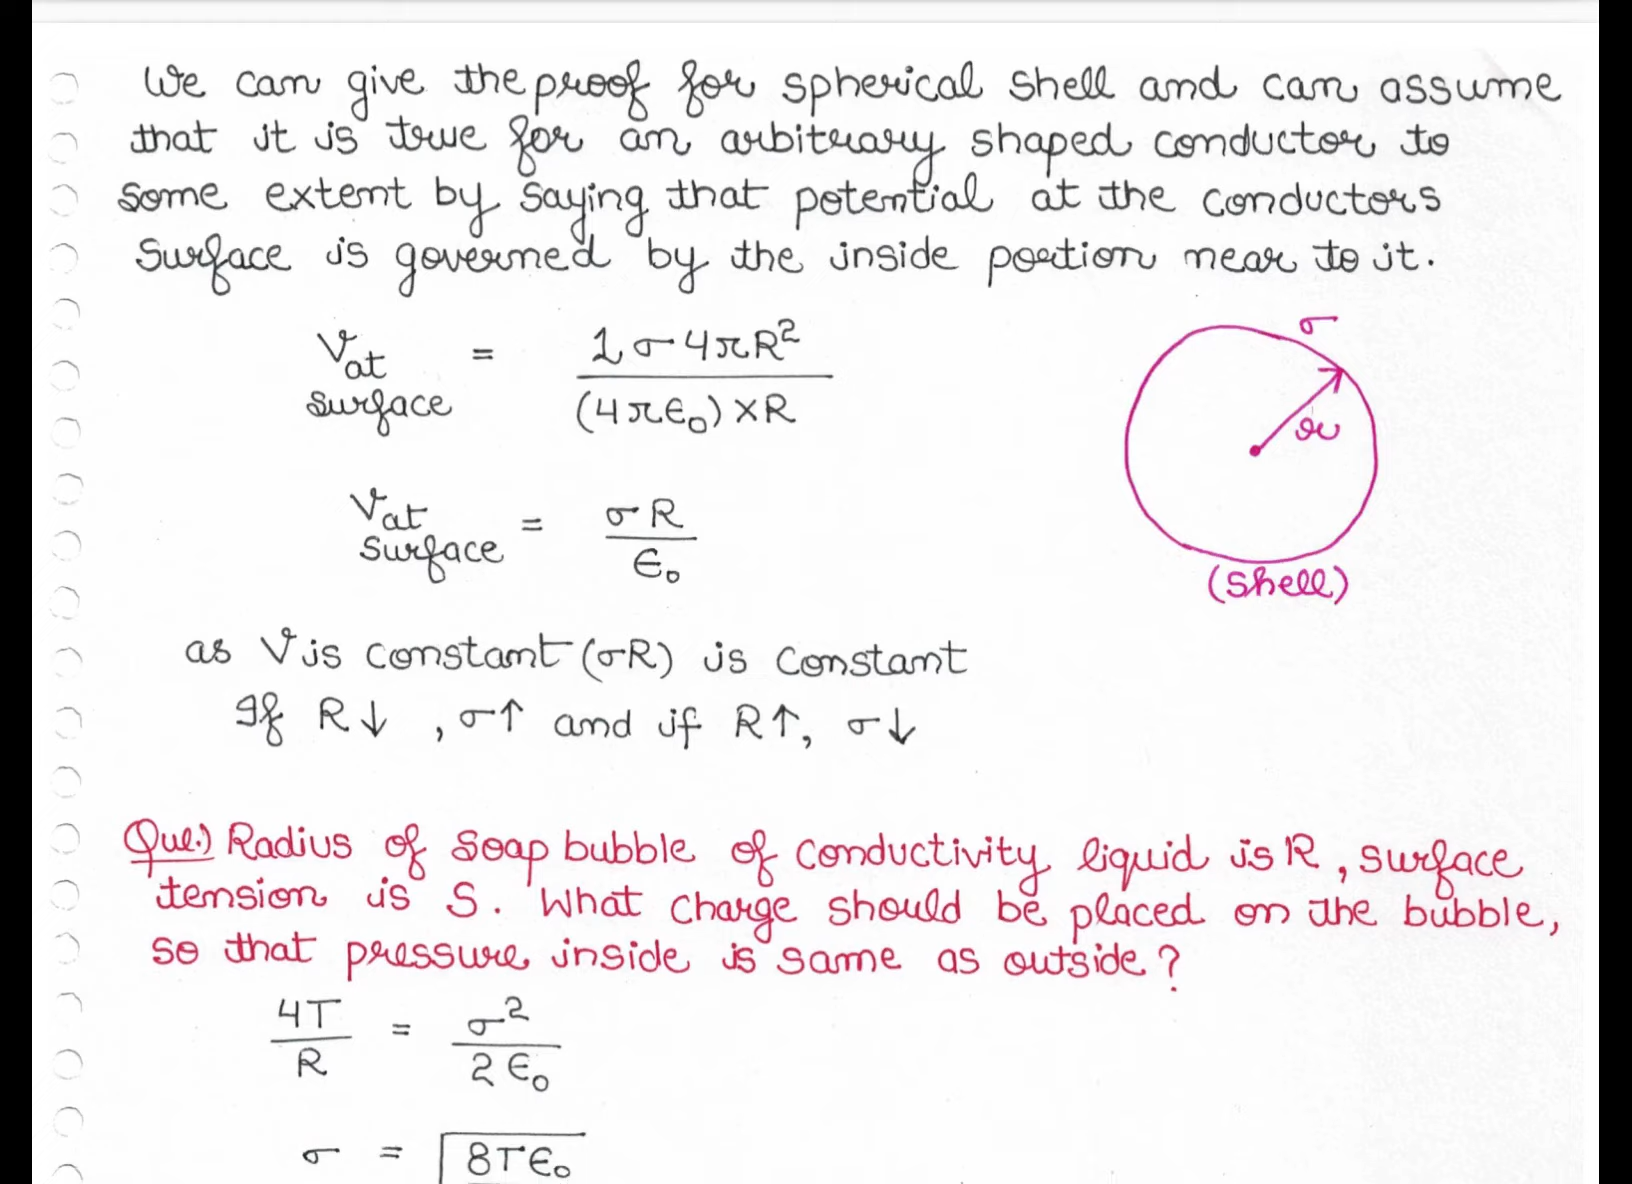 We can give the proof for spherical shell and can assume
that it is true for an arbitrary shaped conductor to
some extent by saying that potential at the conductors
surface is governed by the inside portion near to it.
V at surface = 1 σ 4πR² / (4πϵ₀) × R
σ
r
V at surface = σR / ϵ₀
(Shell)
as V is constant (σR) is constant
If R↓, σ↑ and if R↑, σ↓
Que.) Radius of soap bubble of conductivity liquid is R, surface
tension is S. What charge should be placed on the bubble,
so that pressure inside is same as outside?
4T / R = σ² / 2ϵ₀
σ = √ 8Tϵ₀